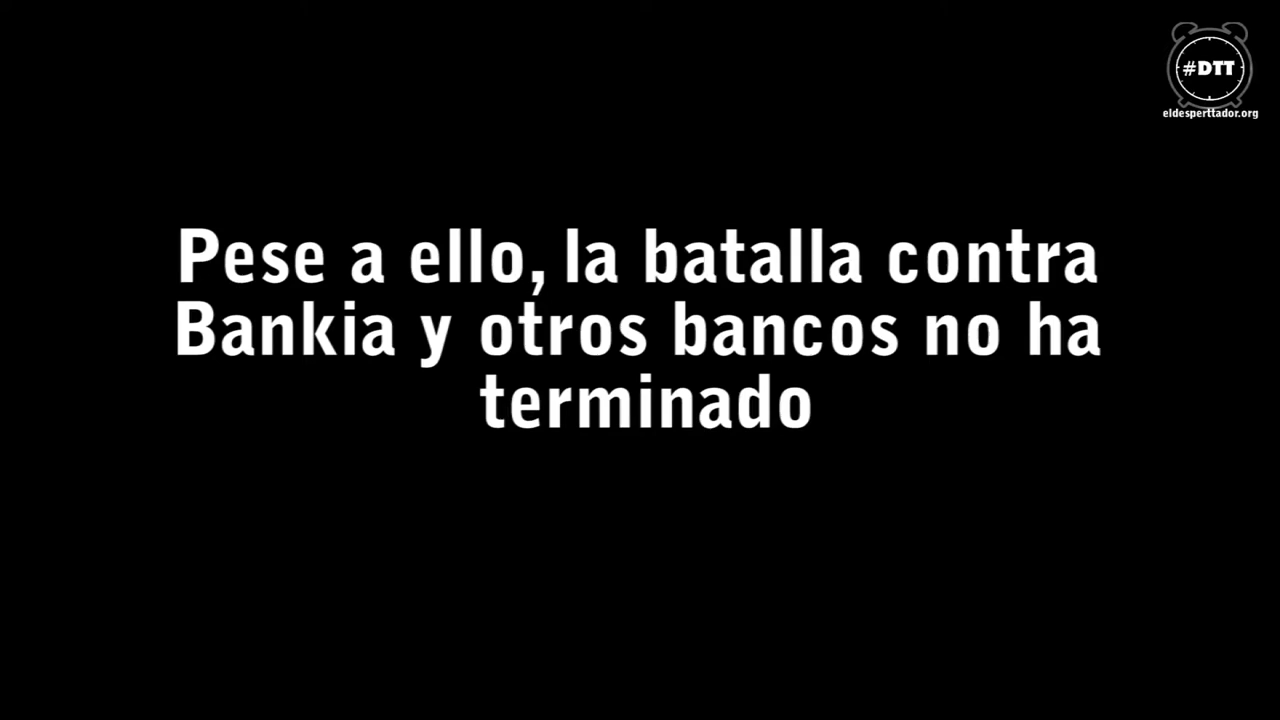 #DTT
eldesperttador.org
Pese a ello, la batalla contra
Bankia y otros bancos no ha
terminado